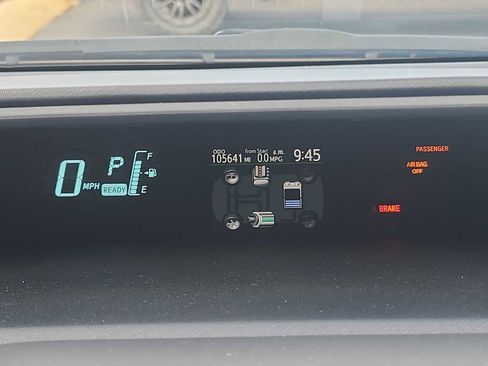 ODO from Start a.m.
105641 MI 0.0 MPG 9:45
P
F
0 MPH
READY
E
PASSENGER
AIR BAG
OFF
BRAKE